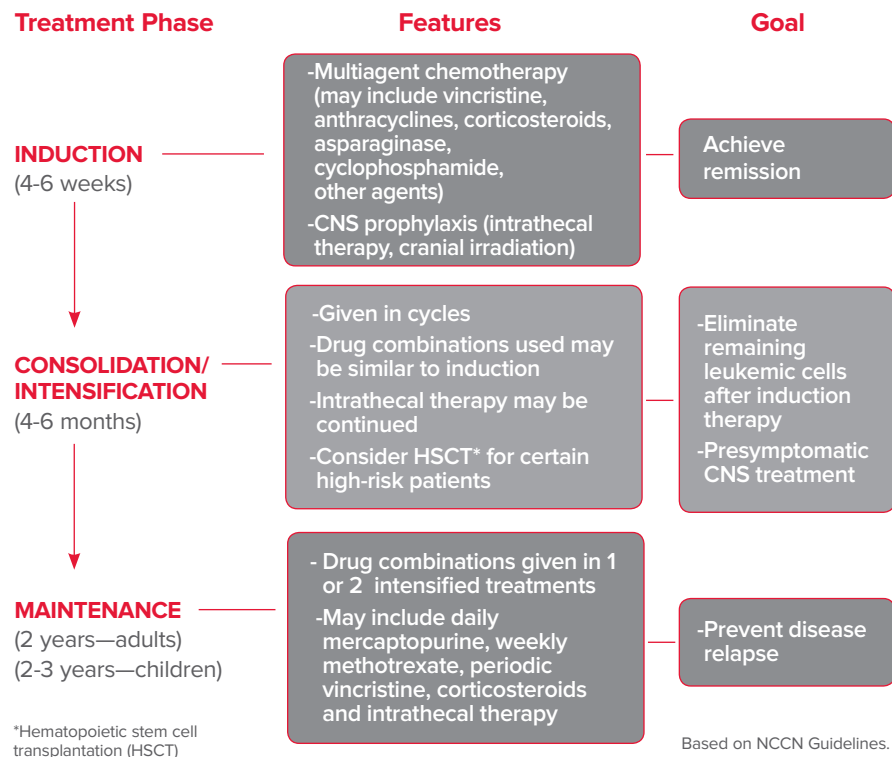 Treatment Phase
Features
Goal
INDUCTION
(4-6 weeks)
-Multiagent chemotherapy
(may include vincristine,
anthracyclines, corticosteroids,
asparaginase,
cyclophosphamide,
other agents)
-CNS prophylaxis (intrathecal
therapy, cranial irradiation)
Achieve
remission
CONSOLIDATION/
INTENSIFICATION
(4-6 months)
-Given in cycles
-Drug combinations used may
be similar to induction
-Intrathecal therapy may be
continued
-Consider HSCT* for certain
high-risk patients
-Eliminate
remaining
leukemic cells
after induction
therapy
-Presymptomatic
CNS treatment
MAINTENANCE
(2 years—adults)
(2-3 years—children)
- Drug combinations given in 1
or 2 intensified treatments
-May include daily
mercaptopurine, weekly
methotrexate, periodic
vincristine, corticosteroids
and intrathecal therapy
-Prevent disease
relapse
*Hematopoietic stem cell
transplantation (HSCT)
Based on NCCN Guidelines.